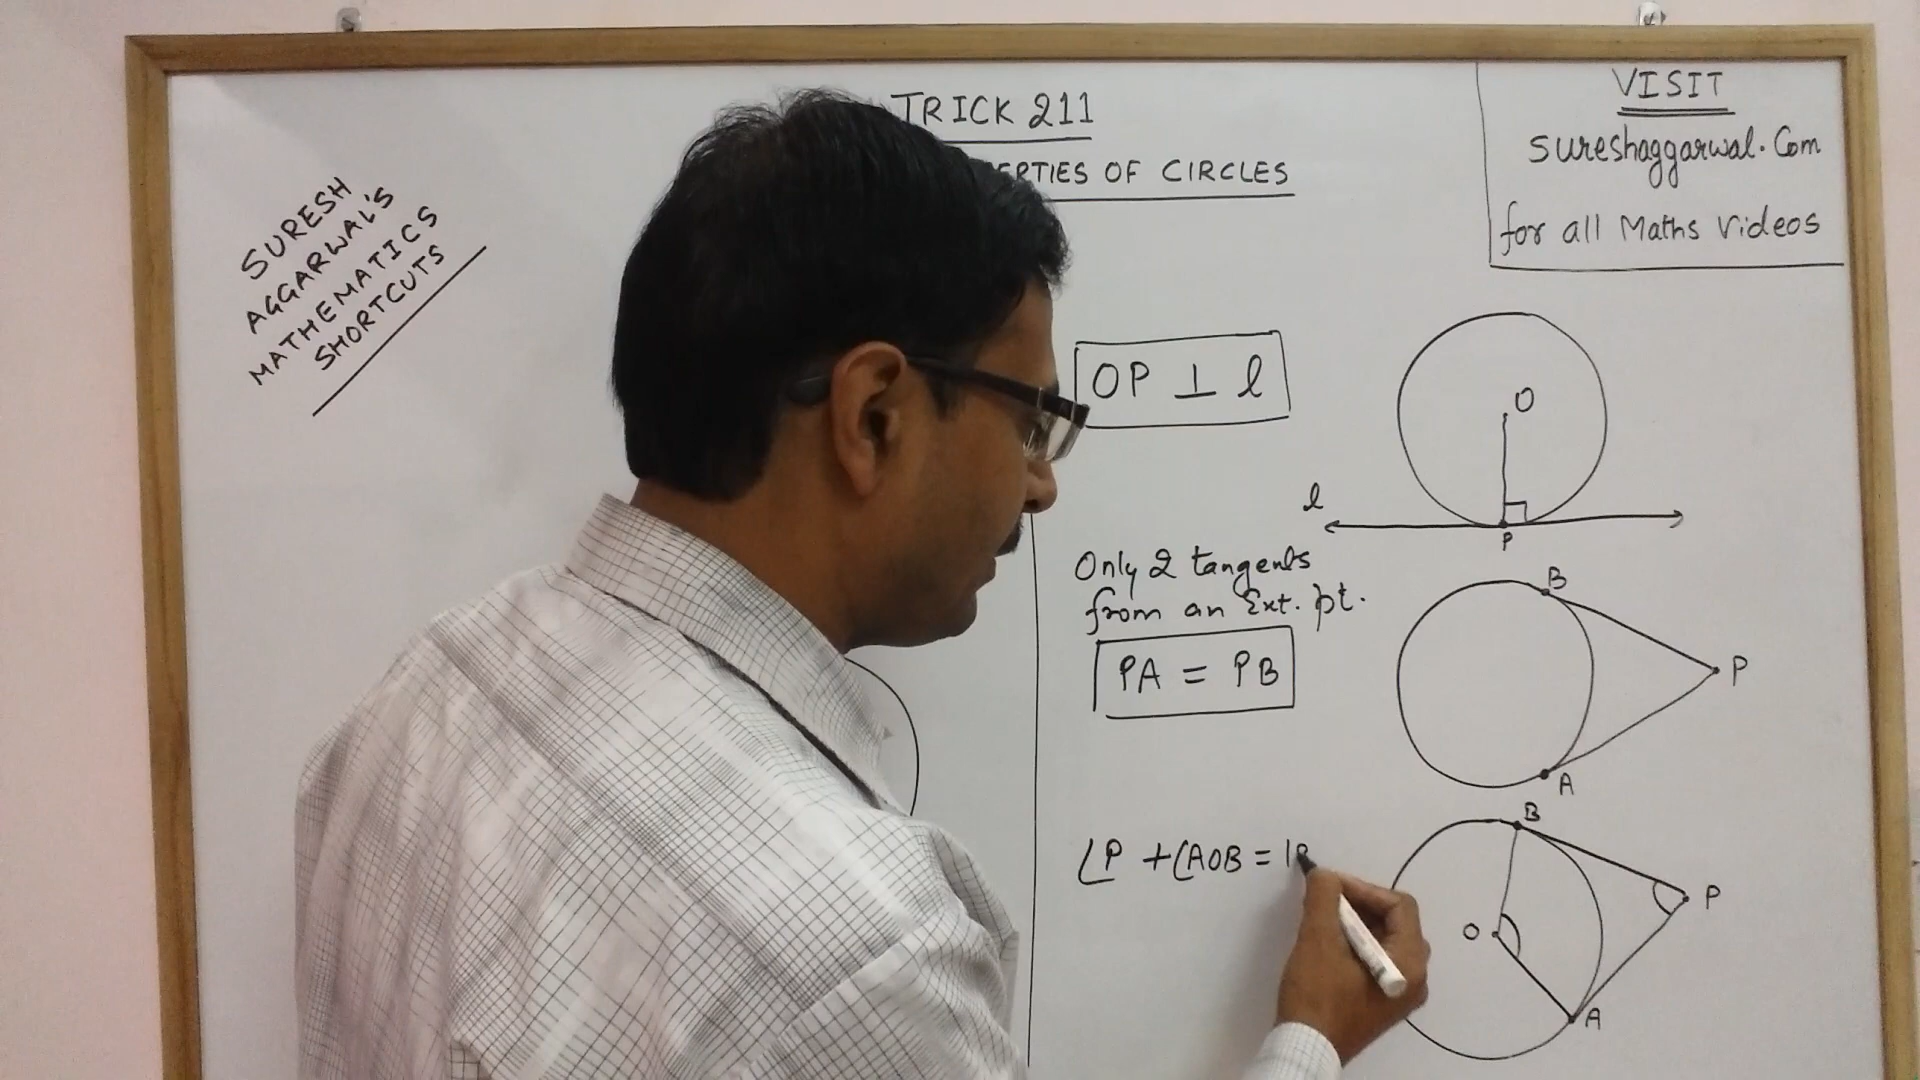 TRICK 211
OF CIRCLES
VISIT
sureshaggarwal.Com
for all Maths Videos
SURESH
AGGARWAL'S
MATHEMATICS
SHORTCUTS
OP ⊥ l
O
l
P
Only 2 tangents
from an Ext. pt.
PA = PB
B
P
A
∠P + ∠AOB = 18
B
P
O
A